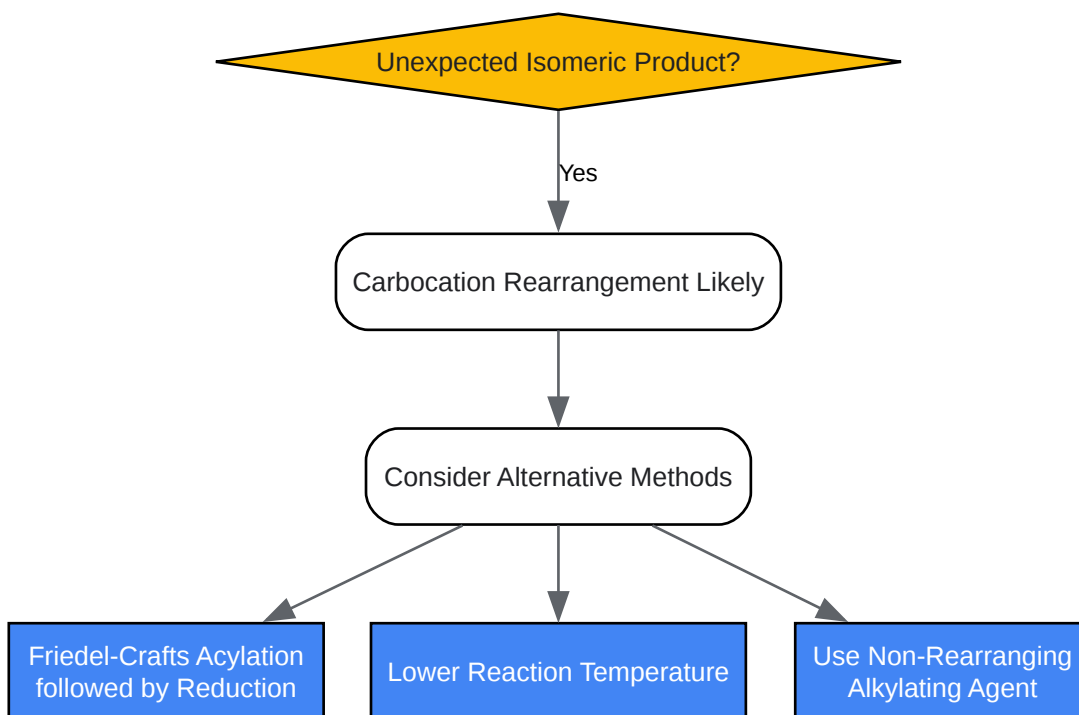 Unexpected Isomeric Product?
Yes
Carbocation Rearrangement Likely
Consider Alternative Methods
Friedel-Crafts Acylation
followed by Reduction
Lower Reaction Temperature
Use Non-Rearranging
Alkylating Agent